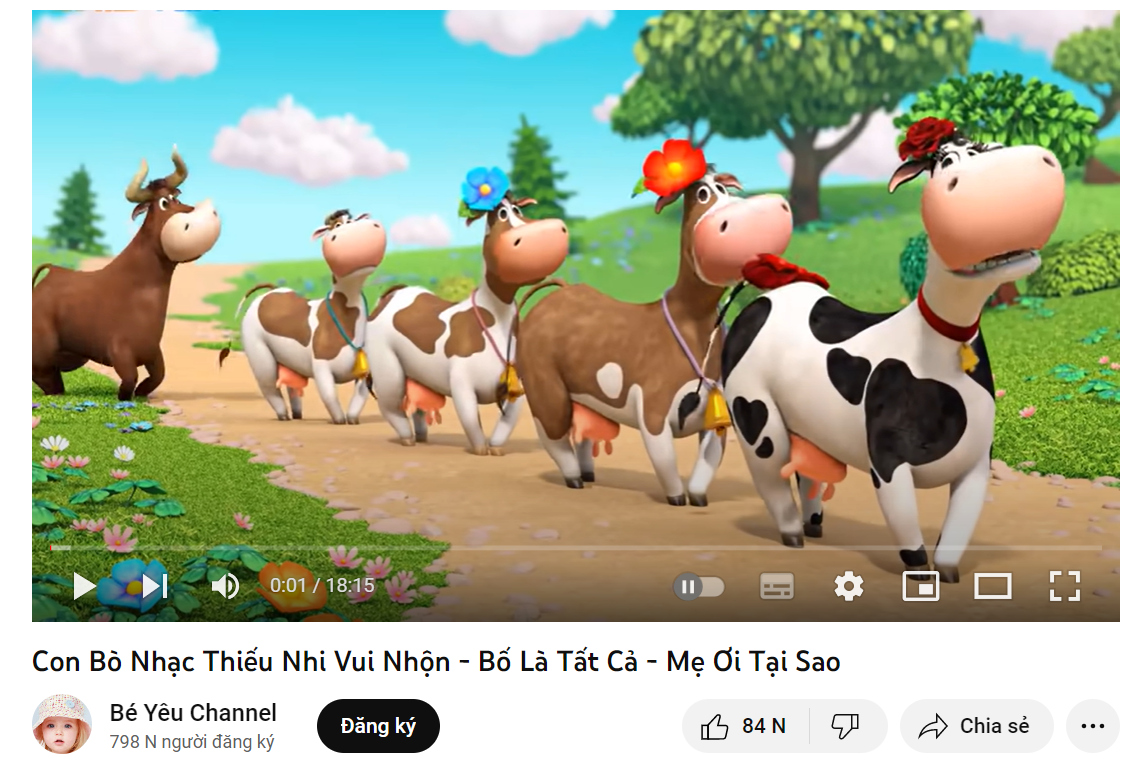 0:01 / 18:15
Con Bò Nhạc Thiếu Nhi Vui Nhộn - Bố Là Tất Cả - Mẹ Ơi Tại Sao
Bé Yêu Channel
798 N người đăng ký
Đăng ký
84 N
Chia sẻ